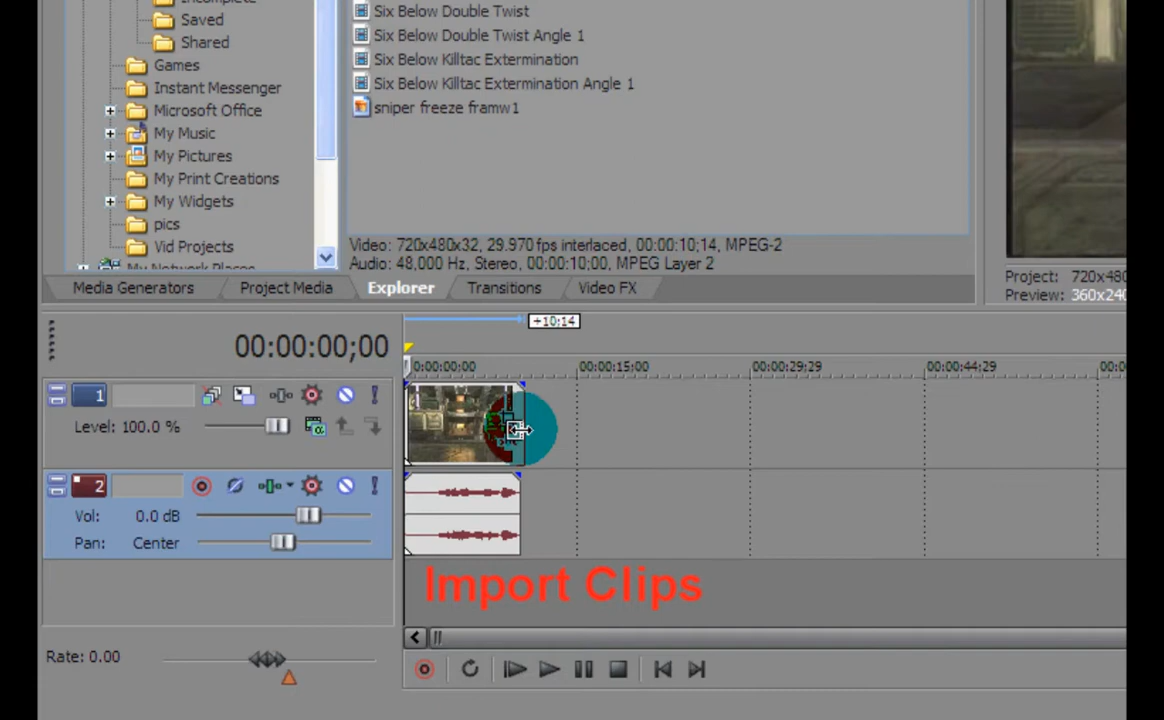 Incomplete
Saved
Shared
Games
Instant Messenger
Microsoft Office
My Music
My Pictures
My Print Creations
My Widgets
pics
Vid Projects
My Network Places
Six Below Double Twist
Six Below Double Twist Angle 1
Six Below Killtac Extermination
Six Below Killtac Extermination Angle 1
sniper freeze framw1
Video: 720x480x32, 29.970 fps interlaced, 00:00:10;14, MPEG-2
Audio: 48,000 Hz, Stereo, 00:00:10;00, MPEG Layer 2
Project: 720x480
Preview: 360x240
Media Generators Project Media Explorer Transitions Video FX
+10;14
00:00:00;00
0:00:00;00 00:00:15;00 00:00:29;29 00:00:44;29 00:0
1
Level: 100.0 %
2
Vol: 0.0 dB
Pan: Center
Import Clips
Rate: 0.00